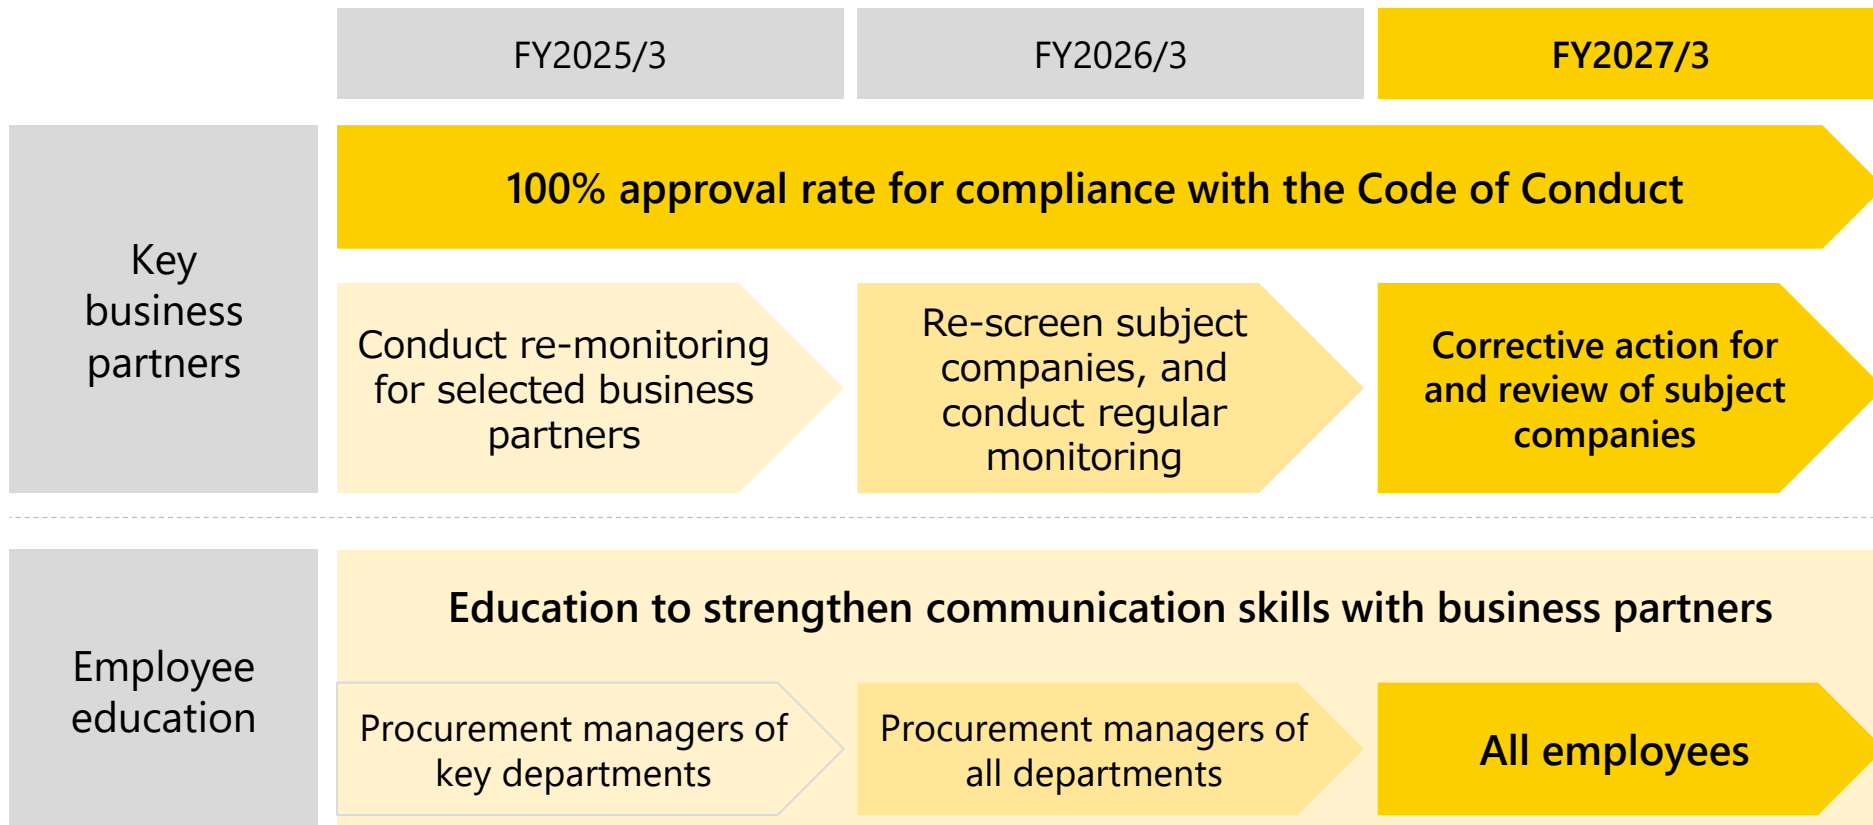 FY2025/3
FY2026/3
FY2027/3
Key
business
partners
100% approval rate for compliance with the Code of Conduct
Conduct re-monitoring
for selected business
partners
Re-screen subject
companies, and
conduct regular
monitoring
Corrective action for
and review of subject
companies
Employee
education
Education to strengthen communication skills with business partners
Procurement managers of
key departments
Procurement managers of
all departments
All employees